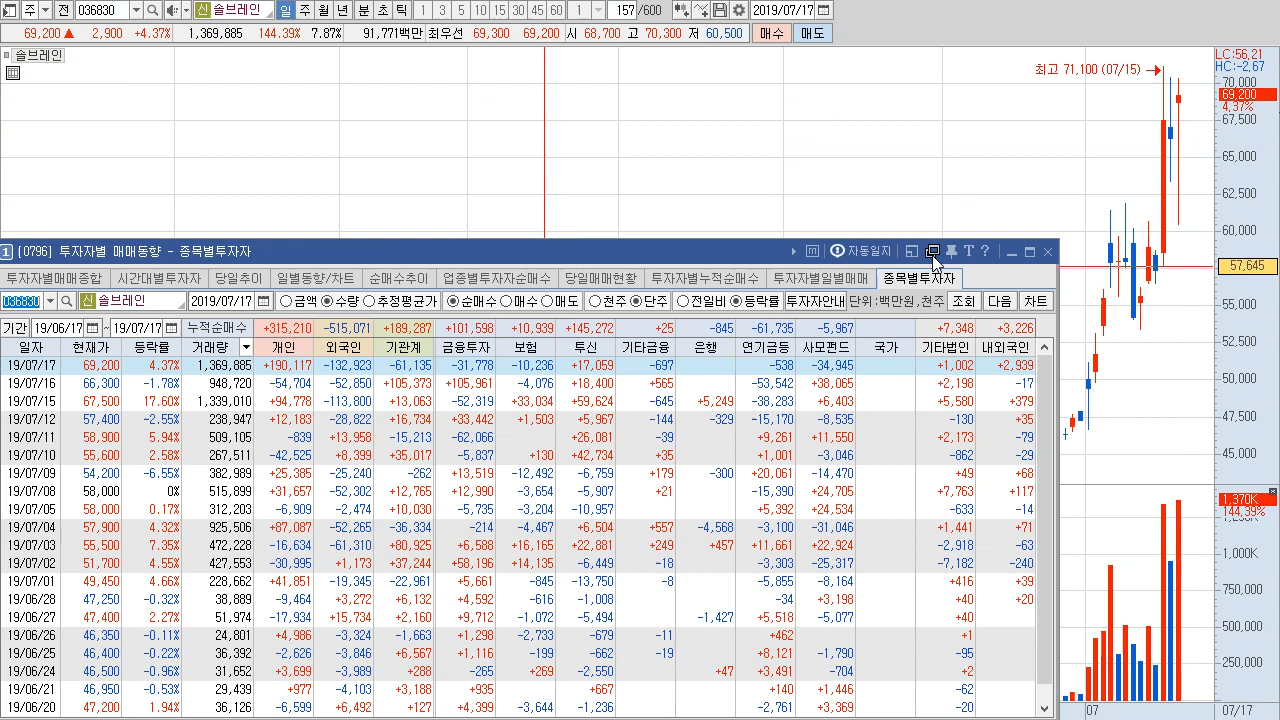 주 전 036830 신 솔브레인 일 주 월 년 분 초 틱 1 3 5 10 15 30 45 60 1 157 /600 2019/07/17
69,200 ▲ 2,900 +4.37% 1,369,885 144.39% 7.87% 91,771백만 최우선 69,300 69,200 시 68,700 고 70,300 저 60,500 매수 매도
솔브레인
최고 71,100 (07/15)
LC:56,21
HC:-2,67
70,000
69,200
4,37%
67,500
65,000
62,500
60,000
57,645
55,000
52,500
50,000
47,500
45,000
1 [0796] 투자자별 매매동향 - 종목별투자자 m 자동일지 T ?
투자자별매매종합 시간대별투자자 당일추이 일별동향/차트 순매수추이 업종별투자자순매수 당일매매현황 투자자별누적순매수 투자자별일별매매 종목별투자자
036830 신 솔브레인 2019/07/17 금액 수량 추정평균가 순매수 매수 매도 천주 단주 전일비 등락률 투자자안내 단위:백만원,천주 조회 다음 차트
기간 19/06/17 ~ 19/07/17 누적순매수 +315,210 -515,071 +189,287 +101,598 +10,939 +145,272 +25 -845 -61,735 -5,967 +7,348 +3,226
일자 현재가 등락률 거래량 개인 외국인 기관계 금융투자 보험 투신 기타금융 은행 연기금등 사모펀드 국가 기타법인 내외국인
19/07/17 69,200 4.37% 1,369,885 +190,117 -132,923 -61,135 -31,778 -10,236 +17,059 -697 -538 -34,945 +1,002 +2,939
19/07/16 66,300 -1.78% 948,720 -54,704 -52,850 +105,373 +105,961 -4,076 +18,400 +565 -53,542 +38,065 +2,198 -17
19/07/15 67,500 17.60% 1,339,010 +94,778 -113,800 +13,063 -52,319 +33,034 +59,624 -645 +5,249 -38,283 +6,403 +5,580 +379
19/07/12 57,400 -2.55% 238,947 +12,183 -28,822 +16,734 +33,442 +1,503 +5,967 -144 -329 -15,170 -8,535 -130 +35
19/07/11 58,900 5.94% 509,105 -839 +13,955 -15,213 -62,066 +26,081 -39 +9,261 +11,550 +2,173 -79
19/07/10 55,600 2.58% 267,511 -42,525 +8,399 +35,017 -5,837 +130 +42,734 +35 +1,001 -3,046 -862 -29
19/07/09 54,200 -6.55% 382,989 +25,385 -25,240 -262 +13,519 -12,492 -6,759 +179 -300 +20,061 -14,470 +49 +68
19/07/08 58,000 0% 515,899 +31,657 -52,302 +12,765 +12,990 -3,654 -5,907 +21 -15,390 +24,705 +7,763 +117
19/07/05 58,000 0.17% 312,203 -6,909 -2,474 +10,030 -735 -3,204 -10,957 +5,392 +24,534 -633 -14
19/07/04 57,900 4.32% 925,506 +87,087 -52,265 -36,334 -214 -4,467 +6,504 +557 -4,568 -3,100 -31,046 +1,441 +71
19/07/03 55,500 7.35% 472,228 -16,634 -61,310 +80,925 +6,588 +16,165 +22,881 +249 +457 +11,661 +22,924 -2,918 -63
19/07/02 51,700 4.55% 427,553 -30,995 +1,173 +37,244 +58,196 +14,135 -6,449 -18 -3,303 -25,317 -7,182 -240
19/07/01 49,450 4.66% 228,662 +41,851 -19,345 -22,961 +5,661 -845 -13,750 -8 -5,855 -8,164 +416 +39
19/06/28 47,250 -0.32% 38,889 -9,464 +3,272 +6,132 +4,592 -616 -1,008 -34 +3,198 +40 +20
19/06/27 47,400 2.27% 51,974 -17,934 +15,734 +2,160 +9,712 -1,072 -5,494 -1,427 +5,518 -5,077 +40
19/06/26 46,350 -0.11% 24,801 +4,986 -3,324 -1,663 +1,298 -2,733 -679 -11 +462 +1
19/06/25 46,400 -0.22% 36,392 -2,626 -3,846 +6,567 +1,116 -199 -662 -19 +8,121 -1,790 -95
19/06/24 46,500 -0.96% 31,652 +3,699 -3,989 +288 -265 +269 -2,550 +47 +3,491 -704 +2
19/06/21 46,950 -0.53% 29,439 +977 -4,103 +3,188 +935 +667 +140 +1,446 -62
19/06/20 47,200 1.94% 36,126 -6,599 +6,492 +127 +4,399 -3,644 -1,236 -2,761 +3,369 -20
1,370K
144,39%
1,000K
750,000
500,000
250,000
07 07/17